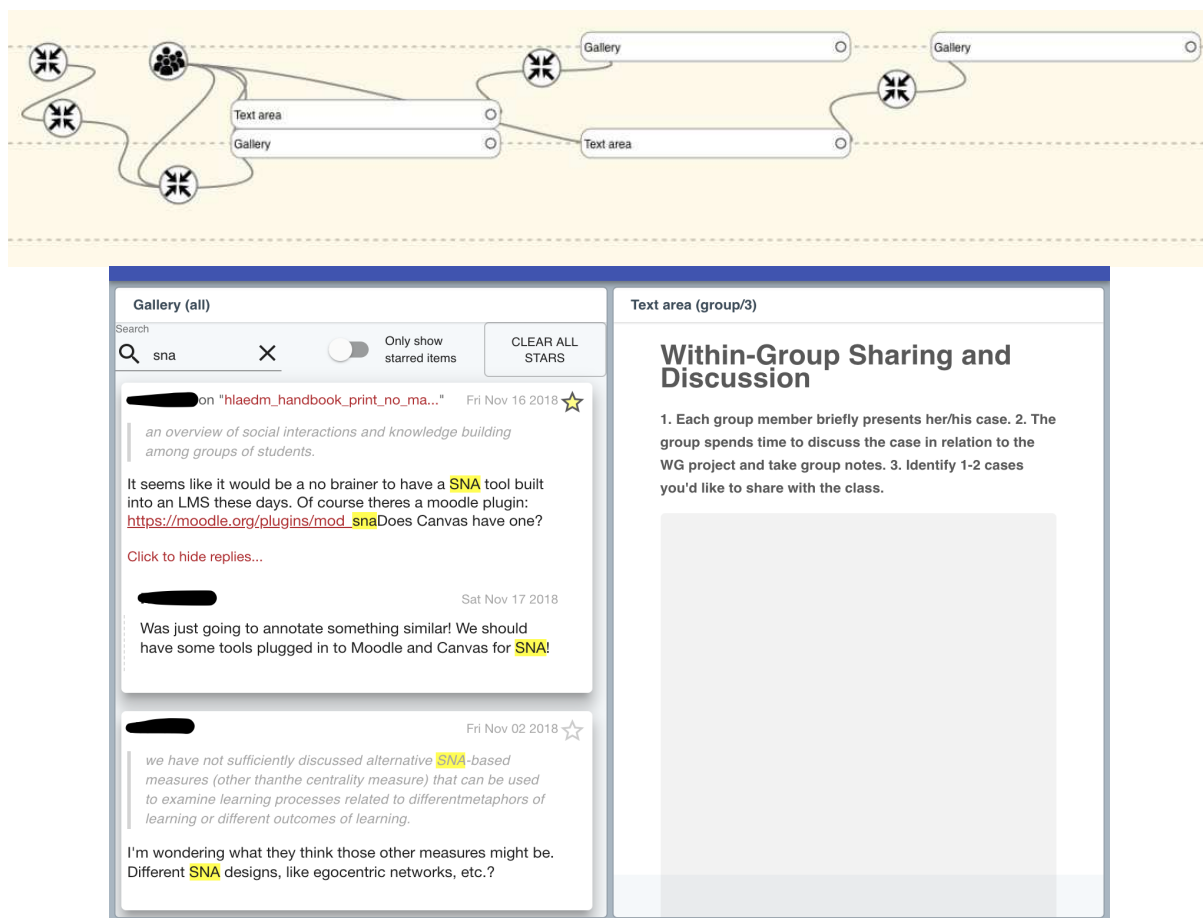 Gallery
Gallery
Text area
Gallery
Text area
Gallery (all)
Search
sna
Only show
starred items
CLEAR ALL
STARS
on "hlaedm_handbook_print_no_ma..."
Fri Nov 16 2018
an overview of social interactions and knowledge building
among groups of students.
It seems like it would be a no brainer to have a SNA tool built
into an LMS these days. Of course theres a moodle plugin:
https://moodle.org/plugins/mod_snaDoes Canvas have one?
Click to hide replies...
Sat Nov 17 2018
Was just going to annotate something similar! We should
have some tools plugged in to Moodle and Canvas for SNA!
Fri Nov 02 2018
we have not sufficiently discussed alternative SNA-based
measures (other thanthe centrality measure) that can be used
to examine learning processes related to differentmetaphors of
learning or different outcomes of learning.
I'm wondering what they think those other measures might be.
Different SNA designs, like egocentric networks, etc.?
Text area (group/3)
Within-Group Sharing and
Discussion
1. Each group member briefly presents her/his case. 2. The
group spends time to discuss the case in relation to the
WG project and take group notes. 3. Identify 1-2 cases
you'd like to share with the class.